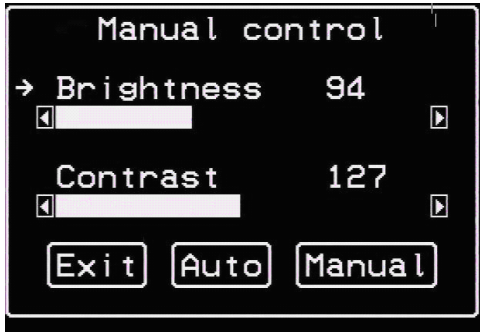 Manual control
→ Brightness 94
Contrast 127
Exit Auto Manual